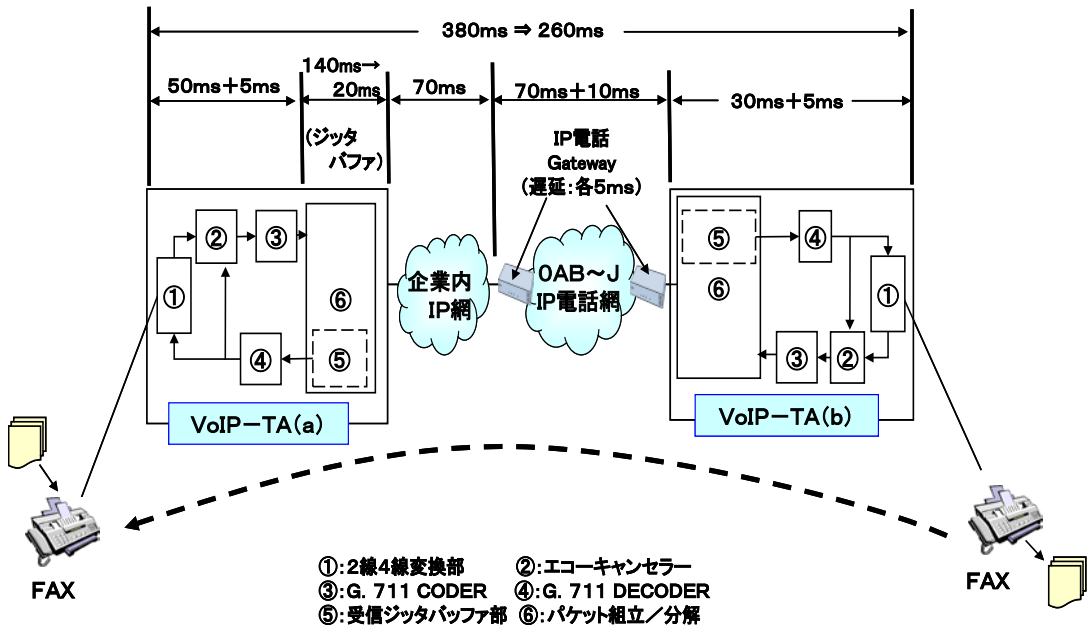 380ms ⇒ 260ms
50ms+5ms
140ms→
20ms
70ms
70ms+10ms
30ms+5ms
(ジッタ
バファ)
IP電話
Gateway
(遅延:各5ms)
②
③
①
⑥
④
⑤
企業内
IP網
0AB~J
IP電話網
⑤
④
⑥
①
③
②
VoIP-TA(a)
VoIP-TA(b)
FAX
FAX
①:2線4線変換部 ②:エコーキャンセラー
③:G. 711 CODER ④:G. 711 DECODER
⑤:受信ジッタバッファ部 ⑥:パケット組立/分解